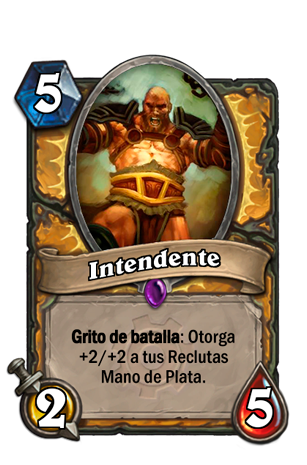 5
Intendente
Grito de batalla: Otorga
+2/+2 a tus Reclutas
Mano de Plata.
2
5